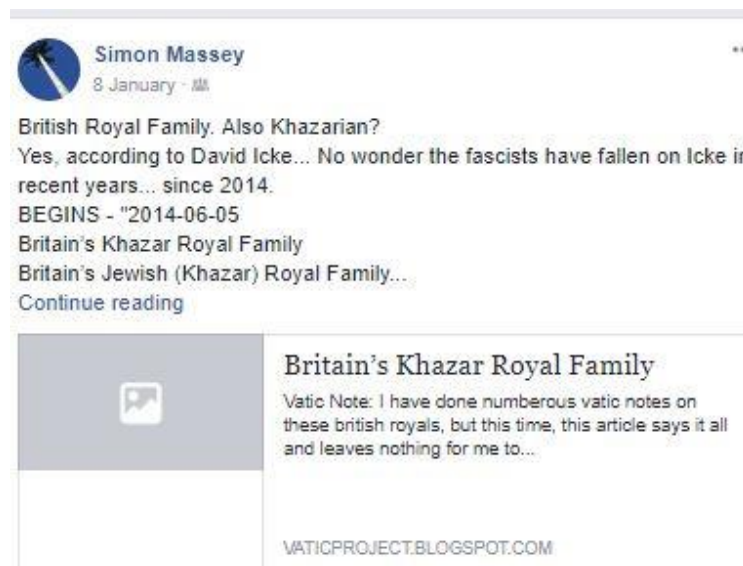 Simon Massey
8 January ·
British Royal Family. Also Khazarian?
Yes, according to David Icke... No wonder the fascists have fallen on Icke in
recent years... since 2014.
BEGINS - "2014-06-05
Britain's Khazar Royal Family
Britain's Jewish (Khazar) Royal Family...
Continue reading
Britain's Khazar Royal Family
Vatic Note: I have done numberous vatic notes on
these british royals, but this time, this article says it all
and leaves nothing for me to...
VATICPROJECT.BLOGSPOT.COM